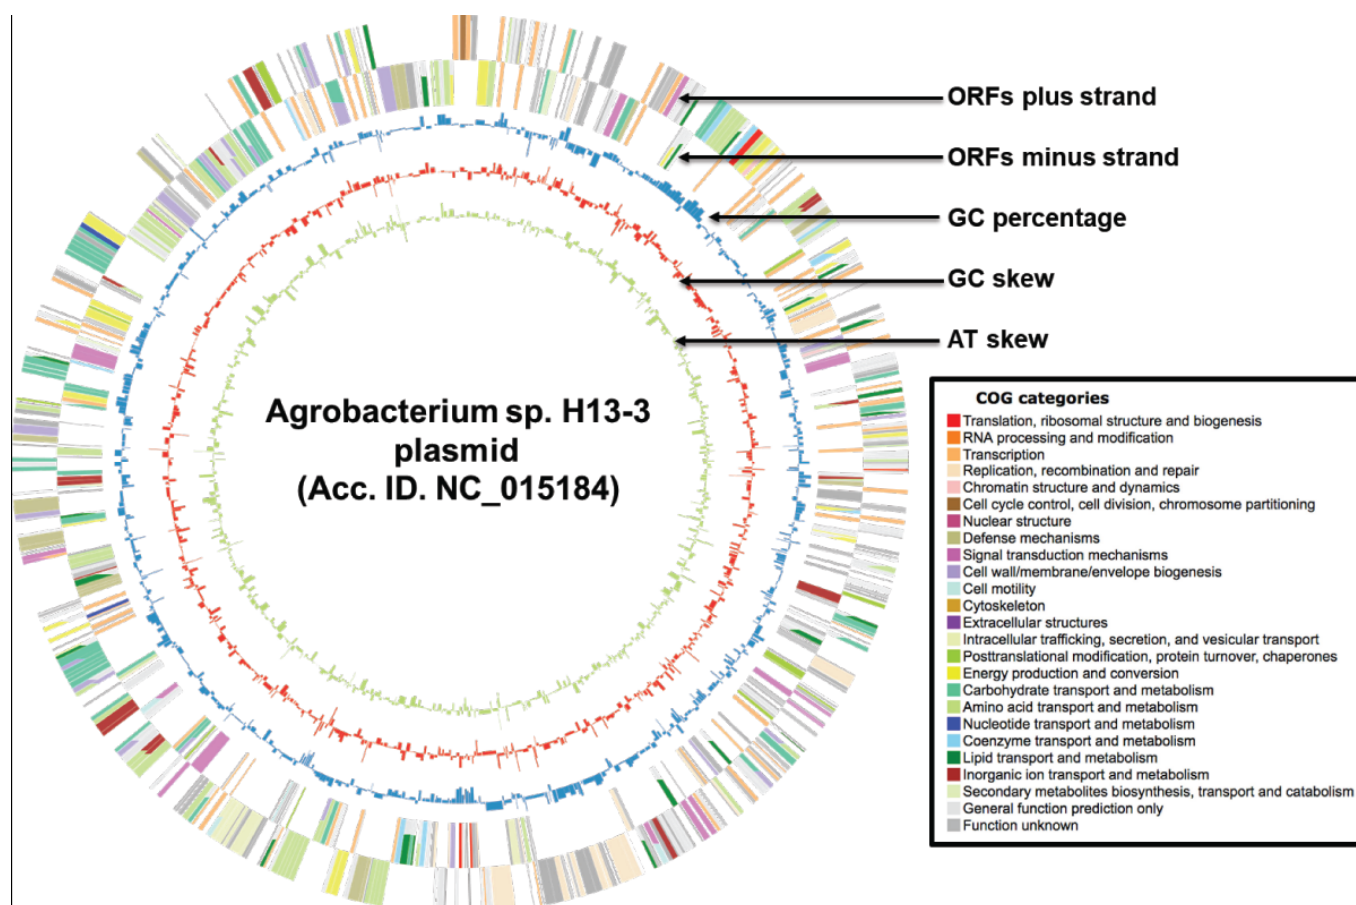 ORFs plus strand
ORFs minus strand
GC percentage
GC skew
AT skew
Agrobacterium sp. H13-3
plasmid
(Acc. ID. NC_015184)
COG categories
Translation, ribosomal structure and biogenesis
RNA processing and modification
Transcription
Replication, recombination and repair
Chromatin structure and dynamics
Cell cycle control, cell division, chromosome partitioning
Nuclear structure
Defense mechanisms
Signal transduction mechanisms
Cell wall/membrane/envelope biogenesis
Cell motility
Cytoskeleton
Extracellular structures
Intracellular trafficking, secretion, and vesicular transport
Posttranslational modification, protein turnover, chaperones
Energy production and conversion
Carbohydrate transport and metabolism
Amino acid transport and metabolism
Nucleotide transport and metabolism
Coenzyme transport and metabolism
Lipid transport and metabolism
Inorganic ion transport and metabolism
Secondary metabolites biosynthesis, transport and catabolism
General function prediction only
Function unknown